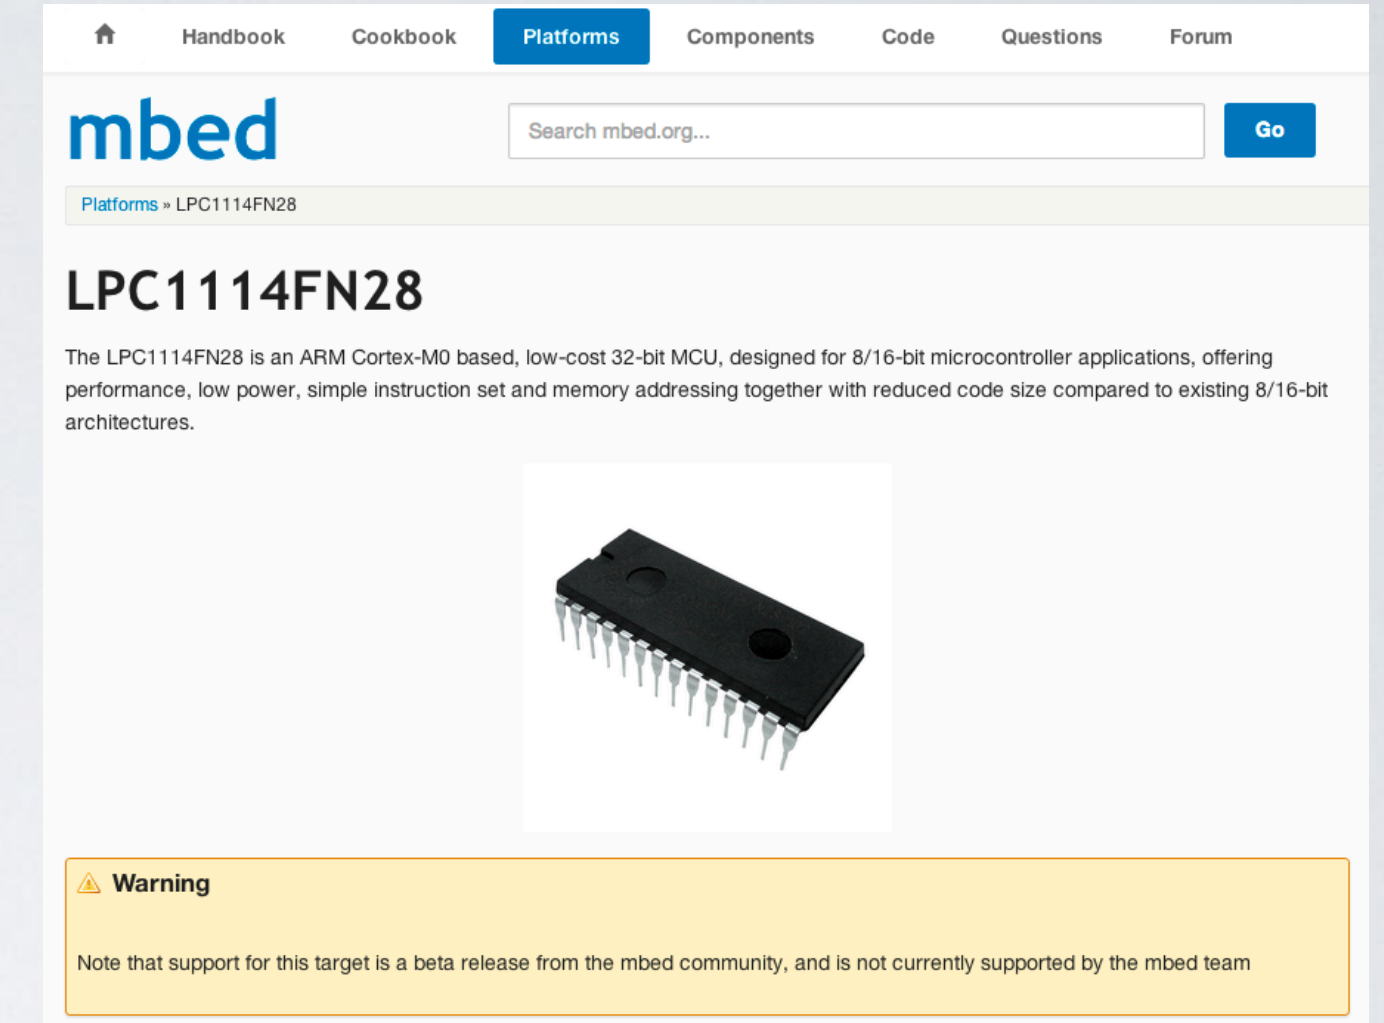 Handbook Cookbook Platforms Components Code Questions Forum
mbed
Search mbed.org... Go
Platforms » LPC1114FN28
LPC1114FN28
The LPC1114FN28 is an ARM Cortex-M0 based, low-cost 32-bit MCU, designed for 8/16-bit microcontroller applications, offering
performance, low power, simple instruction set and memory addressing together with reduced code size compared to existing 8/16-bit
architectures.
Warning
Note that support for this target is a beta release from the mbed community, and is not currently supported by the mbed team